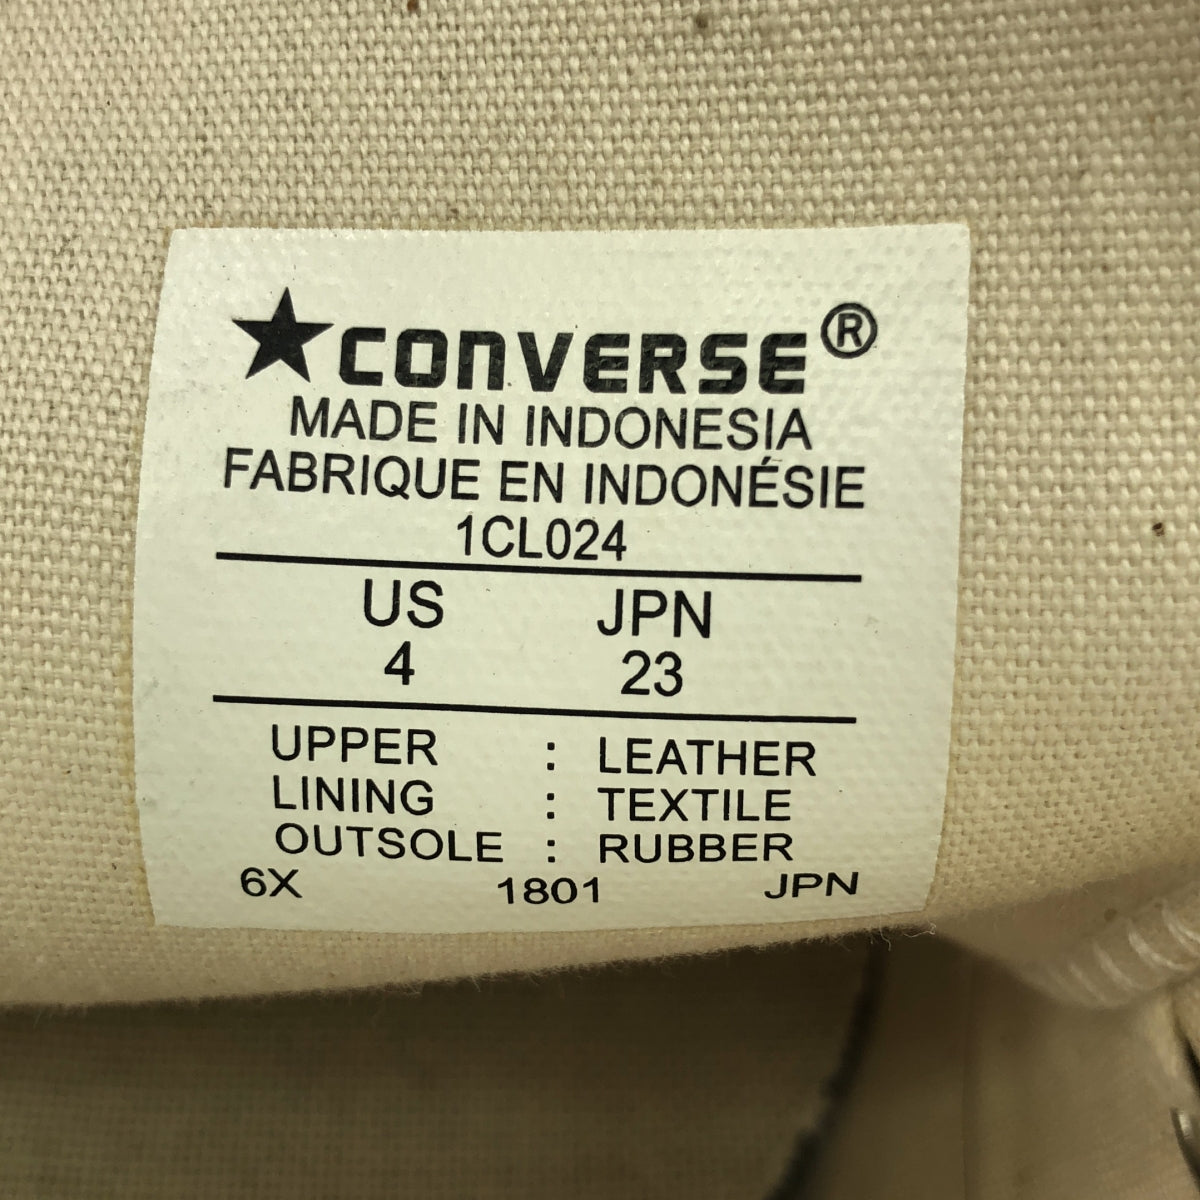 ★CONVERSE®
MADE IN INDONESIA
FABRIQUE EN INDONÉSIE
1CL024
US JPN
4 23
UPPER : LEATHER
LINING : TEXTILE
OUTSOLE : RUBBER
6X 1801 JPN